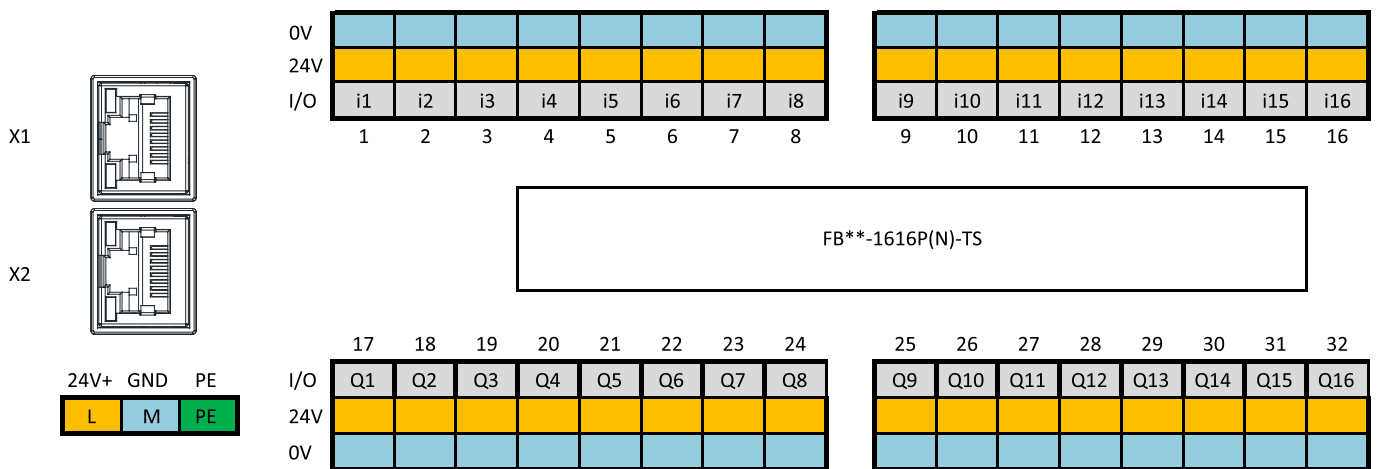 0V
24V
I/O i1 i2 i3 i4 i5 i6 i7 i8 i9 i10 i11 i12 i13 i14 i15 i16
X1 1 2 3 4 5 6 7 8 9 10 11 12 13 14 15 16
FB**-1616P(N)-TS
X2
17 18 19 20 21 22 23 24 25 26 27 28 29 30 31 32
24V+ GND PE I/O Q1 Q2 Q3 Q4 Q5 Q6 Q7 Q8 Q9 Q10 Q11 Q12 Q13 Q14 Q15 Q16
L M PE 24V
0V